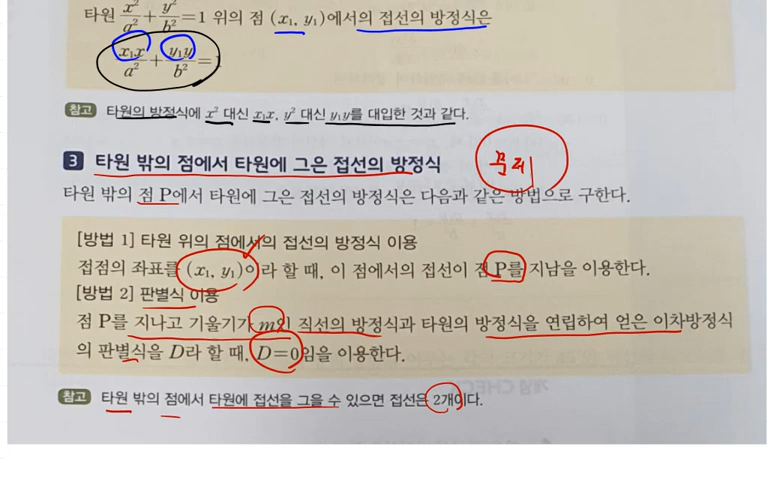 타원 x²/a²+y²/b²=1 위의 점 (x₁, y₁)에서의 접선의 방정식은
x₁x/a²+y₁y/b²=1
참고 타원의 방정식에 x² 대신 x₁x, y² 대신 y₁y를 대입한 것과 같다.
3 타원 밖의 점에서 타원에 그은 접선의 방정식
타원 밖의 점 P에서 타원에 그은 접선의 방정식은 다음과 같은 방법으로 구한다.
[방법 1] 타원 위의 점에서의 접선의 방정식 이용
접점의 좌표를 (x₁, y₁)이라 할 때, 이 점에서의 접선이 점 P를 지남을 이용한다.
[방법 2] 판별식 이용
점 P를 지나고 기울기가 m인 직선의 방정식과 타원의 방정식을 연립하여 얻은 이차방정식
의 판별식을 D라 할 때, D=0임을 이용한다.
참고 타원 밖의 점에서 타원에 접선을 그을 수 있으면 접선은 2개이다.